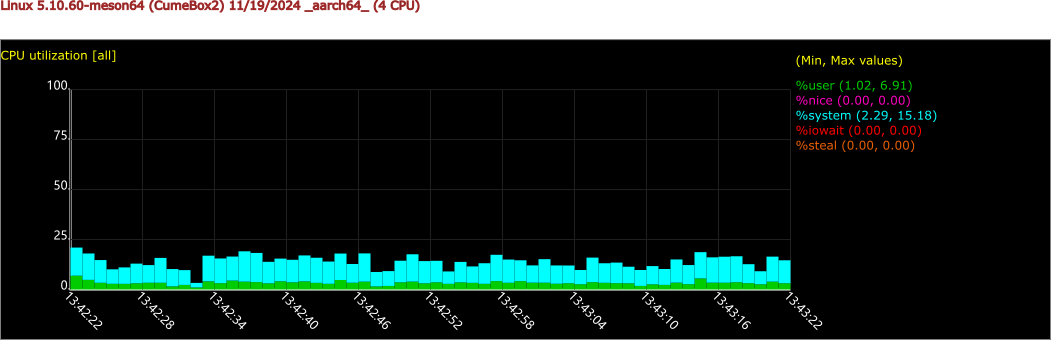 Linux 5.10.60-meson64 (CumeBox2) 11/19/2024 _aarch64_ (4 CPU)
CPU utilization [all]
(Min, Max values)
%user (1.02, 6.91)
%nice (0.00, 0.00)
%system (2.29, 15.18)
%iowait (0.00, 0.00)
%steal (0.00, 0.00)
100
75
50
25
0
13:42:22
13:42:28
13:42:34
13:42:40
13:42:46
13:42:52
13:42:58
13:43:04
13:43:10
13:43:16
13:43:22